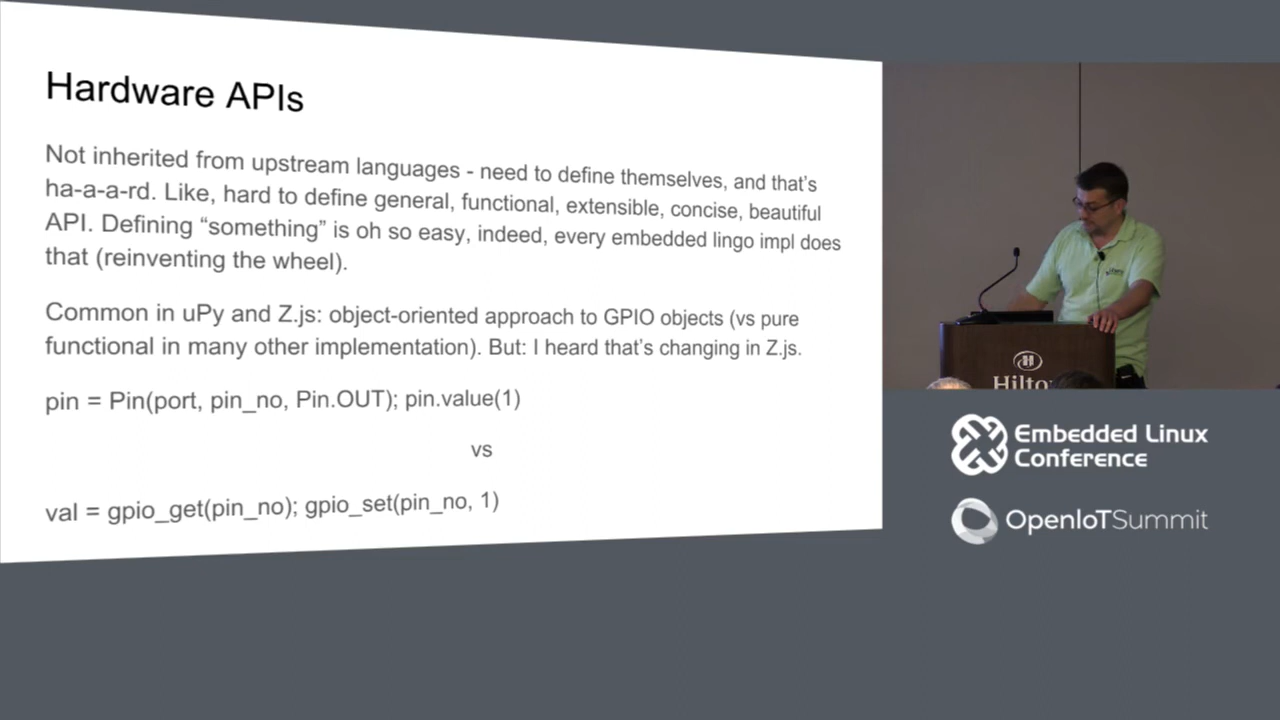 Hardware APIs
Not inherited from upstream languages - need to define themselves, and that's
ha-a-a-rd. Like, hard to define general, functional, extensible, concise, beautiful
API. Defining “something” is oh so easy, indeed, every embedded lingo impl does
that (reinventing the wheel).
Common in uPy and Z.js: object-oriented approach to GPIO objects (vs pure
functional in many other implementation). But: I heard that's changing in Z.js.
pin = Pin(port, pin_no, Pin.OUT); pin.value(1)
vs
val = gpio_get(pin_no); gpio_set(pin_no, 1)
Hilto
Embedded Linux
Conference
OpenIoTSummit